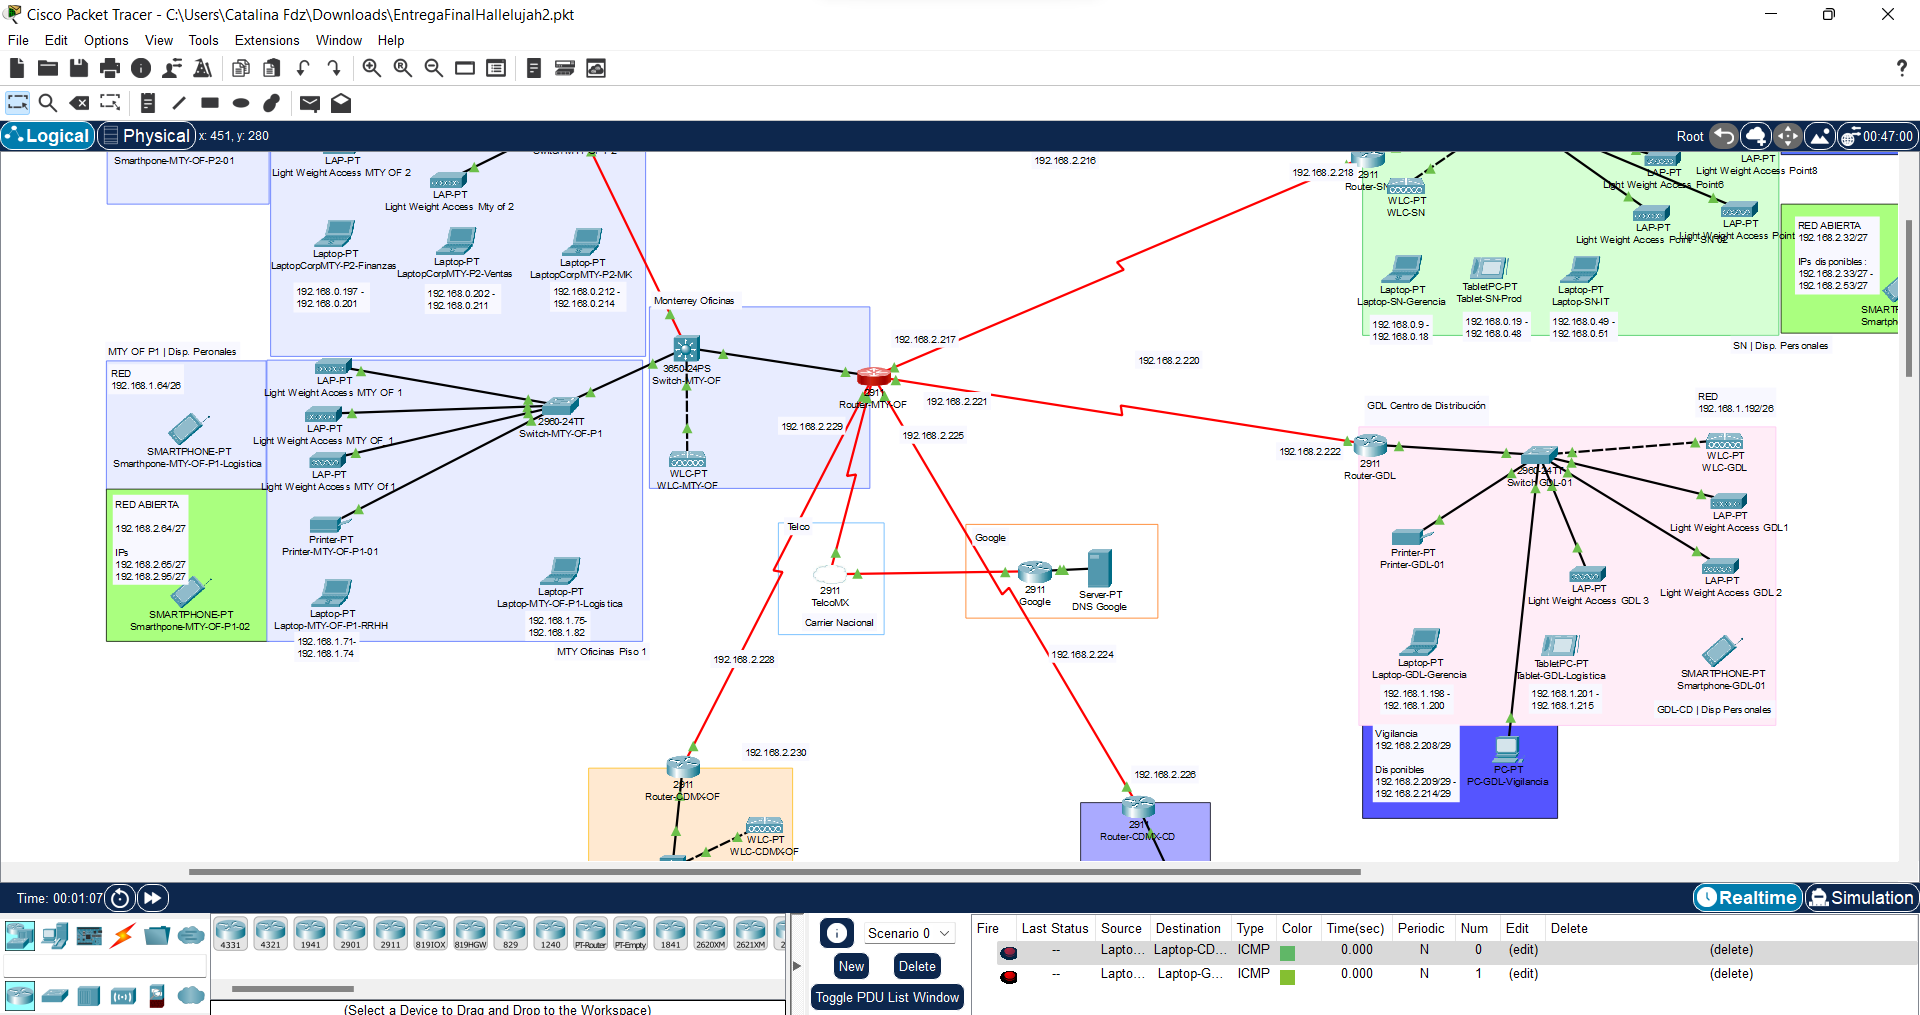 Cisco Packet Tracer - C:\Users\Catalina Fdz\Downloads\EntregaFinalHallelujah2.pkt
File Edit Options View Tools Extensions Window Help
Logical Physical x: 451, y: 280
Root 00:47:00
Smarthpone-MTY-OF-P2-01
LAP-PT
Light Weight Access MTY OF 2
LAP-PT
Light Weight Access Mty of 2
Laptop-PT
LaptopCorpMTY-P2-Finanzas
192.168.0.197 -
192.168.0.201
Laptop-PT
LaptopCorpMTY-P2-Ventas
192.168.0.202 -
192.168.0.211
Laptop-PT
LaptopCorpMTY-P2-MK
192.168.0.212 -
192.168.0.214
192.168.2.216
192.168.2.218
2911
LAP-PT
Light Weight Access Point8
LAP-PT
Light Weight Access Point6
WLC-PT
WLC-SN
LAP-PT
LAP-PT
Light Weight Access Point
Laptop-PT
Laptop-SN-Gerencia
192.168.0.9 -
192.168.0.18
TabletPC-PT
Tablet-SN-Prod
192.168.0.19 -
192.168.0.48
Laptop-PT
Laptop-SN-IT
192.168.0.49 -
192.168.0.51
RED ABIERTA
192.168.2.32/27
IPs disponibles :
192.168.2.33/27 -
192.168.2.53/27
SMART
Smartph
SN | Disp. Personales
Monterrey Oficinas
3650-24PS
Switch-MTY-OF
WLC-PT
WLC-MTY-OF
2911
Router-MTY-OF
192.168.2.217
192.168.2.220
192.168.2.221
192.168.2.229
192.168.2.225
192.168.2.222
MTY OF P1 | Disp. Peronales
RED
192.168.1.64/26
SMARTPHONE-PT
Smarthpone-MTY-OF-P1-Logistica
LAP-PT
Light Weight Access MTY OF 1
LAP-PT
Light Weight Access MTY OF 1
LAP-PT
Light Weight Access MTY Of 1
2960-24TT
Switch-MTY-OF-P1
RED ABIERTA
192.168.2.64/27
IPs
192.168.2.65/27
192.168.2.95/27
SMARTPHONE-PT
Smarthpone-MTY-OF-P1-02
Printer-PT
Printer-MTY-OF-P1-01
Laptop-PT
Laptop-MTY-OF-P1-RRHH
192.168.1.71-
192.168.1.74
Laptop-PT
Laptop-MTY-OF-P1-Logistica
192.168.1.75-
192.168.1.82
MTY Oficinas Piso 1
Telco
2911
TelcoMX
Carrier Nacional
Google
2911
Google
Server-PT
DNS Google
192.168.2.228
192.168.2.224
192.168.2.230
192.168.2.226
2911
Router-CDMX-OF
WLC-PT
WLC-CDMX-OF
2911
Router-CDMX-CD
GDL Centro de Distribución
RED
192.168.1.192/26
2911
Router-GDL
2960-24TT
Switch-GDL-01
WLC-PT
WLC-GDL
LAP-PT
Light Weight Access GDL1
LAP-PT
Light Weight Access GDL 2
LAP-PT
Light Weight Access GDL 3
Printer-PT
Printer-GDL-01
Laptop-PT
Laptop-GDL-Gerencia
192.168.1.198 -
192.168.1.200
TabletPC-PT
Tablet-GDL-Logistica
192.168.1.201 -
192.168.1.215
SMARTPHONE-PT
Smartphone-GDL-01
GDL-CD | Disp Personales
Vigilancia
192.168.2.208/29
Disponibles
192.168.2.209/29 -
192.168.2.214/29
PC-PT
PC-GDL-Vigilancia
Time: 00:01:07
Realtime Simulation
4331 4321 1941 2901 2911 819IOX 819HGW 829 1240 PT-Router PT-Empty 1841 2620XM 2621XM 2
(Select a Device to Drag and Drop to the Workspace)
Scenario 0
New Delete
Toggle PDU List Window
Fire Last Status Source Destination Type Color Time(sec) Periodic Num Edit Delete
-- Lapto... Laptop-CD... ICMP 0.000 N 0 (edit) (delete)
-- Lapto... Laptop-G... ICMP 0.000 N 1 (edit) (delete)